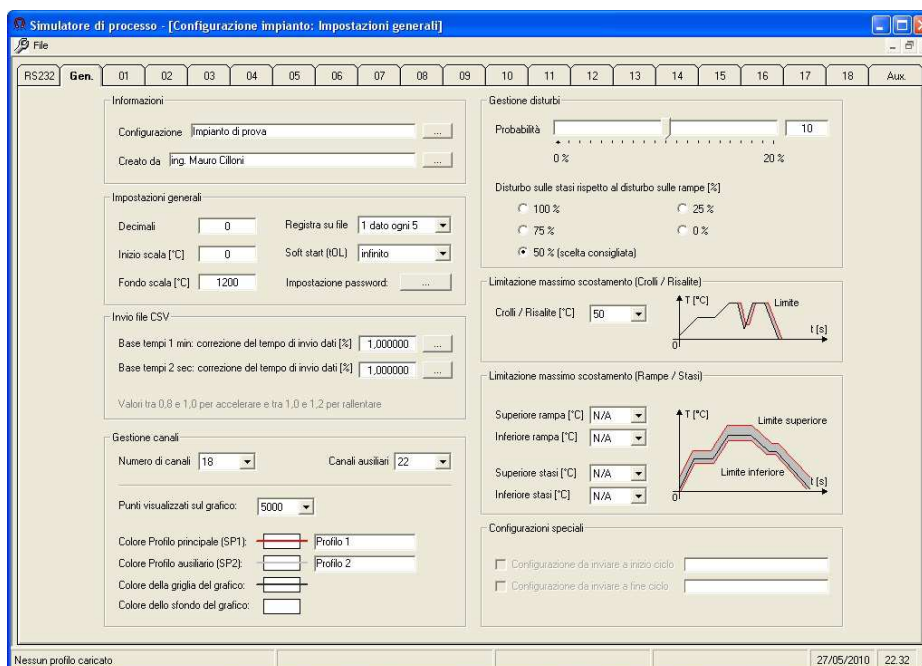 Simulatore di processo - [Configurazione impianto: Impostazioni generali]
File
RS232 Gen. 01 02 03 04 05 06 07 08 09 10 11 12 13 14 15 16 17 18 Aux.
Informazioni
Configurazione Impianto di prova ...
Creato da ing. Mauro Cilloni ...
Impostazioni generali
Decimali 0 Registra su file 1 dato ogni 5
Inizio scala [°C] 0 Soft start (tOL) infinito
Fondo scala [°C] 1200 Impostazione password: ...
Invio file CSV
Base tempi 1 min: correzione del tempo di invio dati [%] 1,000000 ...
Base tempi 2 sec: correzione del tempo di invio dati [%] 1,000000 ...
Valori tra 0,8 e 1,0 per accelerare e tra 1,0 e 1,2 per rallentare
Gestione canali
Numero di canali 18 Canali ausiliari 22
Punti visualizzati sul grafico: 5000
Colore Profilo principale (SP1): Profilo 1
Colore Profilo ausiliario (SP2): Profilo 2
Colore della griglia del grafico:
Colore dello sfondo del grafico:
Gestione disturbi
Probabilità 10
0 % 20 %
Disturbo sulle stasi rispetto al disturbo sulle rampe [%]
100 % 25 %
75 % 0 %
50 % (scelta consigliata)
Limitazione massimo scostamento (Crolli / Risalite)
Crolli / Risalite [°C] 50 T [°C] Limite
t [s]
0
Limitazione massimo scostamento (Rampe / Stasi)
Superiore rampa [°C] N/A T [°C] Limite superiore
Inferiore rampa [°C] N/A
Superiore stasi [°C] N/A Limite inferiore
Inferiore stasi [°C] N/A t [s]
0
Configurazioni speciali
Configurazione da inviare a inizio ciclo
Configurazione da inviare a fine ciclo
Nessun profilo caricato 27/05/2010 22.32